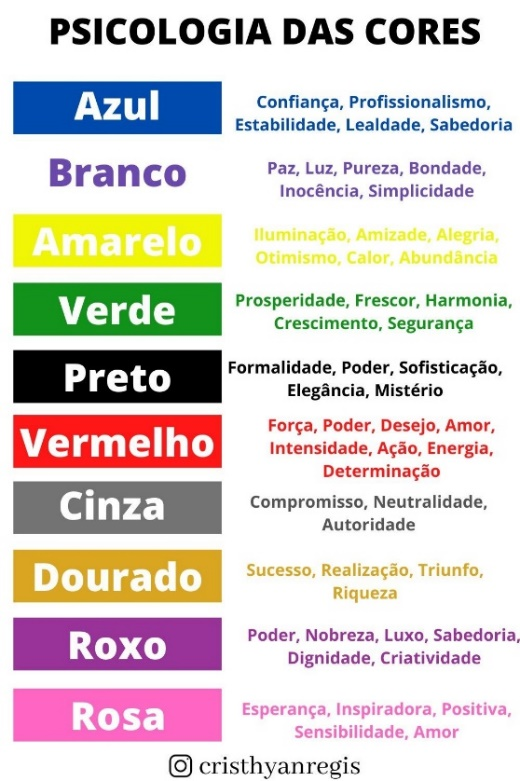 PSICOLOGIA DAS CORES
Azul
Confiança, Profissionalismo,
Estabilidade, Lealdade, Sabedoria
Branco
Paz, Luz, Pureza, Bondade,
Inocência, Simplicidade
Amarelo
Iluminação, Amizade, Alegria,
Otimismo, Calor, Abundância
Verde
Prosperidade, Frescor, Harmonia,
Crescimento, Segurança
Preto
Formalidade, Poder, Sofisticação,
Elegância, Mistério
Vermelho
Força, Poder, Desejo, Amor,
Intensidade, Ação, Energia,
Determinação
Cinza
Compromisso, Neutralidade,
Autoridade
Dourado
Sucesso, Realização, Triunfo,
Riqueza
Roxo
Poder, Nobreza, Luxo, Sabedoria,
Dignidade, Criatividade
Rosa
Esperança, Inspiradora, Positiva,
Sensibilidade, Amor
cristhyanregis